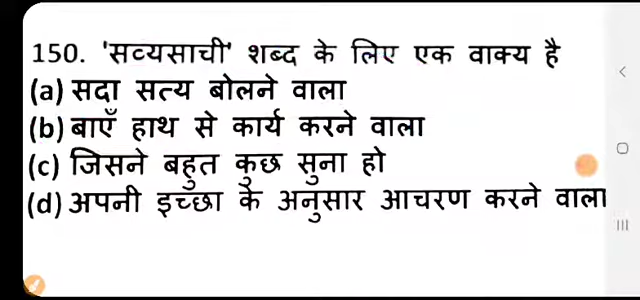 150. 'सव्यसाची' शब्द के लिए एक वाक्य है
(a) सदा सत्य बोलने वाला
(b) बाएँ हाथ से कार्य करने वाला
(c) जिसने बहुत कुछ सुना हो
(d) अपनी इच्छा के अनुसार आचरण करने वाला